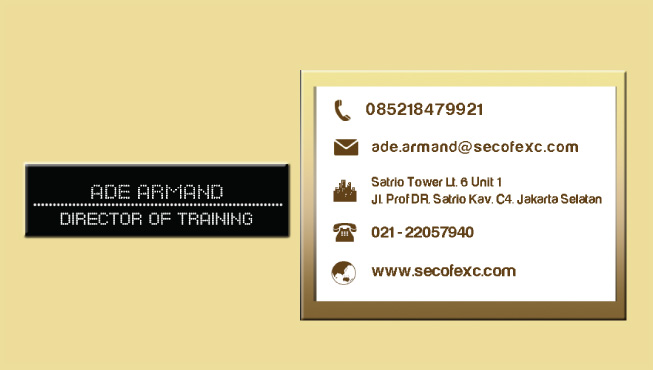 ADE ARMAND
DIRECTOR OF TRAINING
085218479921
ade.armand@secofexc.com
Satrio Tower Lt. 6 Unit 1
Jl. Prof DR. Satrio Kav. C4. Jakarta Selatan
021 - 22057940
www.secofexc.com